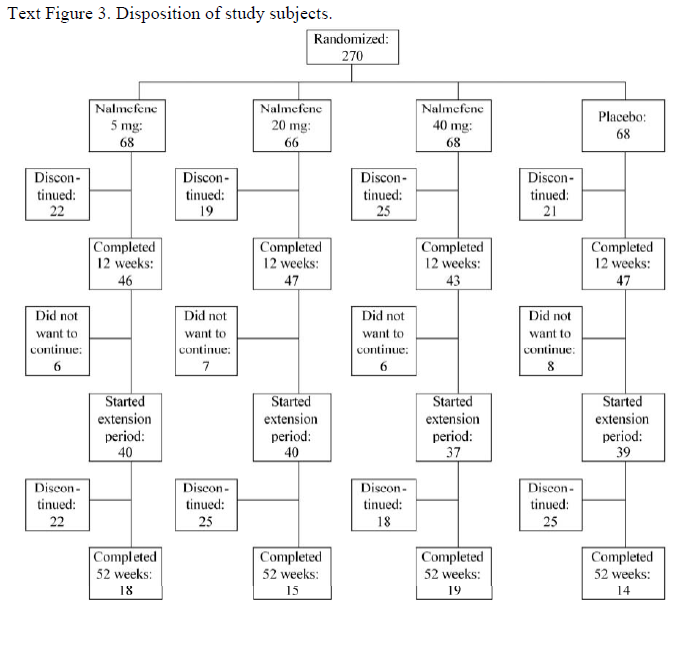 Text Figure 3. Disposition of study subjects.
Randomized:
270
Nalmefene
5 mg:
68
Nalmefene
20 mg:
66
Nalmefene
40 mg:
68
Placebo:
68
Discon-
tinued:
22
Discon-
tinued:
19
Discon-
tinued:
25
Discon-
tinued:
21
Completed
12 weeks:
46
Completed
12 weeks:
47
Completed
12 weeks:
43
Completed
12 weeks:
47
Did not
want to
continue:
6
Did not
want to
continue:
7
Did not
want to
continue:
6
Did not
want to
continue:
8
Started
extension
period:
40
Started
extension
period:
40
Started
extension
period:
37
Started
extension
period:
39
Discon-
tinued:
22
Discon-
tinued:
25
Discon-
tinued:
18
Discon-
tinued:
25
Completed
52 weeks:
18
Completed
52 weeks:
15
Completed
52 weeks:
19
Completed
52 weeks:
14